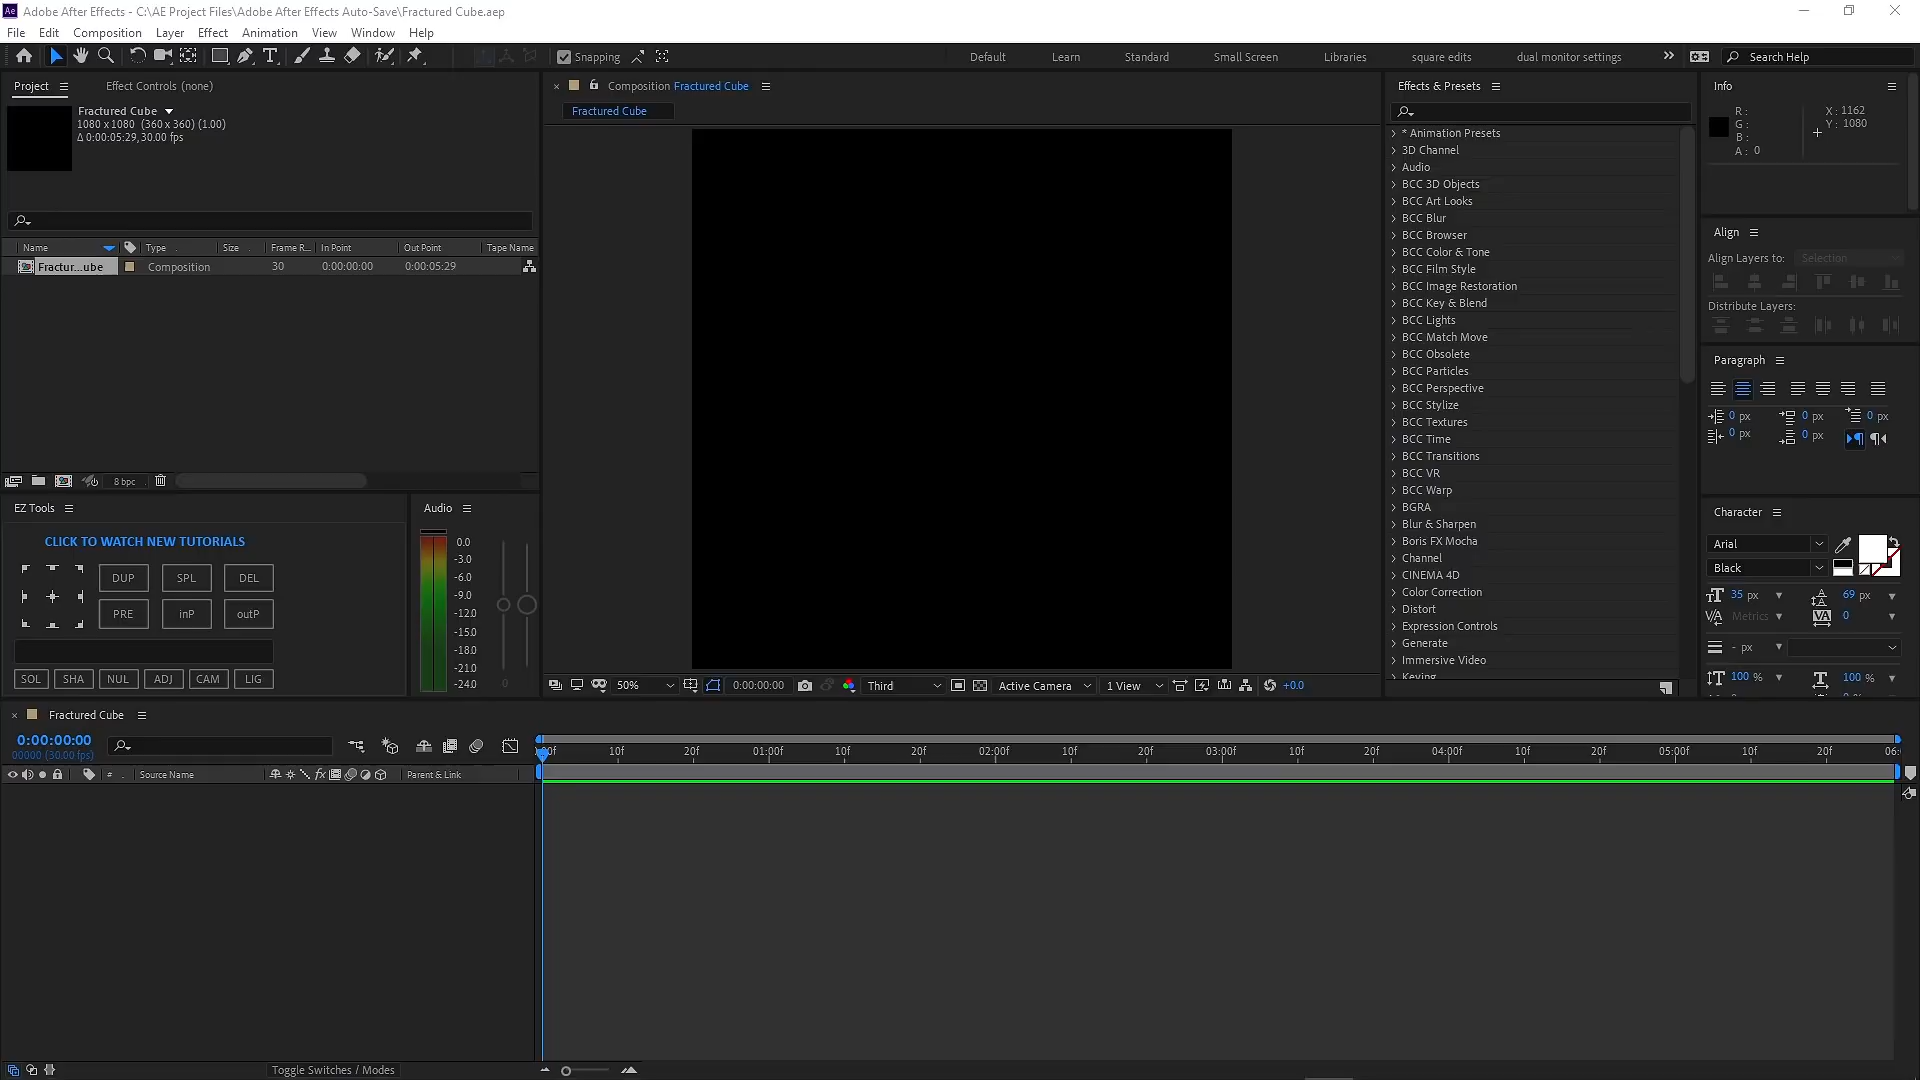 Adobe After Effects - C:\AE Project Files\Adobe After Effects Auto-Save\Fractured Cube.aep
File Edit Composition Layer Effect Animation View Window Help
Snapping
Default Learn Standard Small Screen Libraries square edits dual monitor settings
Search Help
Project
Effect Controls (none)
Fractured Cube
1080 x 1080 (360 x 360) (1.00)
Δ 0:00:05:29, 30.00 fps
Name Type Size Frame R... In Point Out Point Tape Name
Fractur...ube Composition 30 0:00:00:00 0:00:05:29
8 bpc
EZ Tools
CLICK TO WATCH NEW TUTORIALS
DUP SPL DEL
PRE inP outP
SOL SHA NUL ADJ CAM LIG
Audio
0.0
-3.0
-6.0
-9.0
-12.0
-15.0
-18.0
-21.0
-24.0
0
Composition Fractured Cube
Fractured Cube
50% 0:00:00:00 Third Active Camera 1 View +0.0
Effects & Presets
* Animation Presets
3D Channel
Audio
BCC 3D Objects
BCC Art Looks
BCC Blur
BCC Browser
BCC Color & Tone
BCC Film Style
BCC Image Restoration
BCC Key & Blend
BCC Lights
BCC Match Move
BCC Obsolete
BCC Particles
BCC Perspective
BCC Stylize
BCC Textures
BCC Time
BCC Transitions
BCC VR
BCC Warp
BGRA
Blur & Sharpen
Boris FX Mocha
Channel
CINEMA 4D
Color Correction
Distort
Expression Controls
Generate
Immersive Video
Keying
Info
R :
G :
B :
A : 0
X : 1162
Y : 1080
Align
Align Layers to: Selection
Distribute Layers:
Paragraph
0 px 0 px 0 px
0 px 0 px
Character
Arial
Black
35 px 69 px
Metrics 0
- px
100 % 100 %
Fractured Cube
0:00:00:00
00000 (30.00 fps)
# Source Name Parent & Link
:00f 10f 20f 01:00f 10f 20f 02:00f 10f 20f 03:00f 10f 20f 04:00f 10f 20f 05:00f 10f 20f 06:
Toggle Switches / Modes